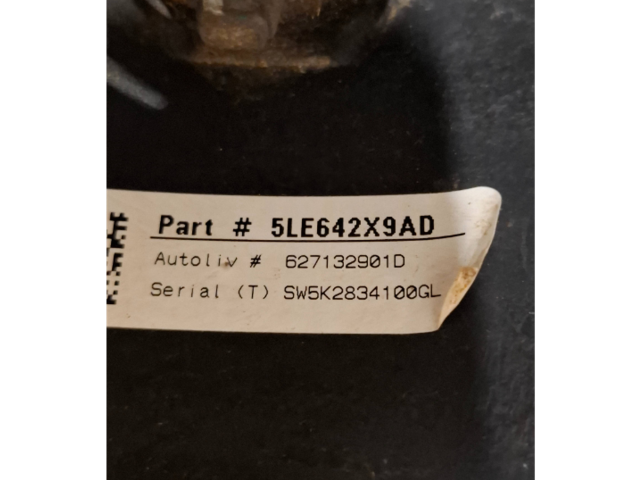 Part # 5LE642X9AD
Autoliv # 627132901D
Serial (T) SW5K2834100GL